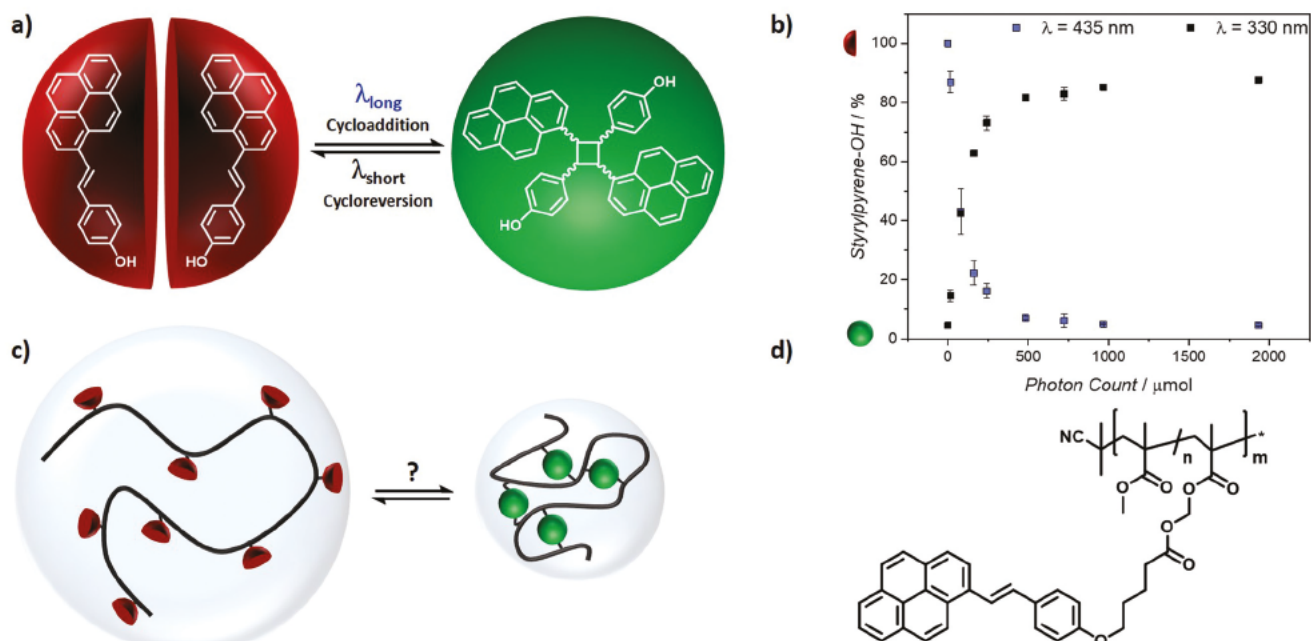 a)
OH
HO
λlong
Cycloaddition
λshort
Cycloreversion
OH
HO
b)
λ = 435 nm
λ = 330 nm
100
80
60
40
20
0
Styrylpyrene-OH / %
0
500
1000
1500
2000
Photon Count / μmol
c)
?
d)
NC
n
m
*
O
O
O
O
O
O
O